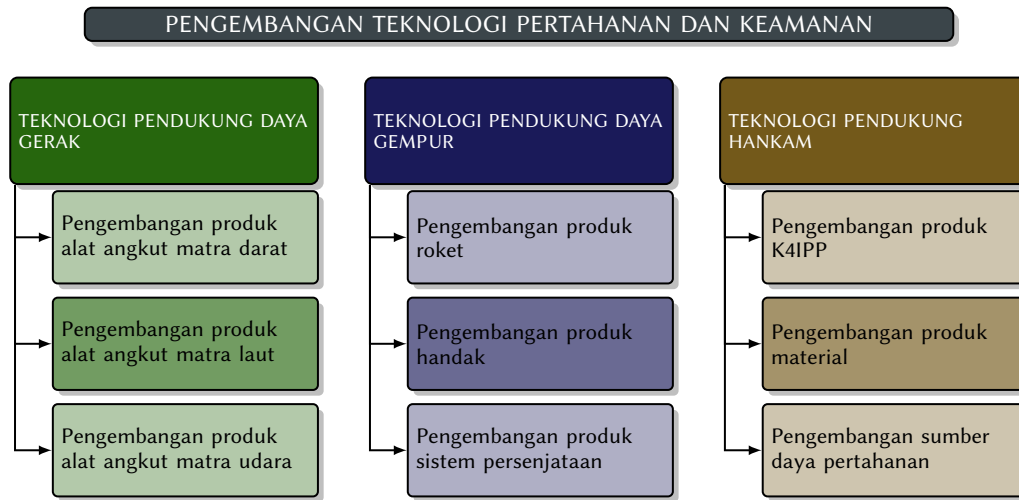 PENGEMBANGAN TEKNOLOGI PERTAHANAN DAN KEAMANAN
TEKNOLOGI PENDUKUNG DAYA
GERAK
Pengembangan produk
alat angkut matra darat
Pengembangan produk
alat angkut matra laut
Pengembangan produk
alat angkut matra udara
TEKNOLOGI PENDUKUNG DAYA
GEMPUR
Pengembangan produk
roket
Pengembangan produk
handak
Pengembangan produk
sistem persenjataan
TEKNOLOGI PENDUKUNG
HANKAM
Pengembangan produk
K4IPP
Pengembangan produk
material
Pengembangan sumber
daya pertahanan